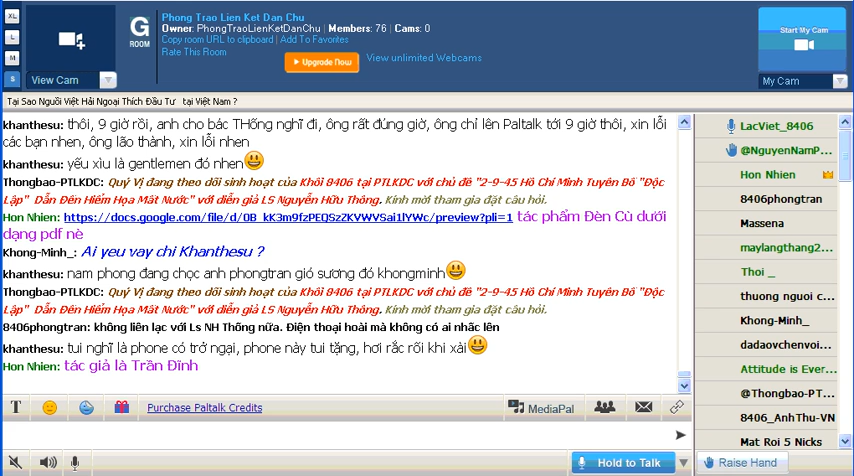 XL
L
M
S
View Cam
G
ROOM
Phong Trao Lien Ket Dan Chu
Owner: PhongTraoLienKetDanChu | Members: 76 | Cams: 0
Copy room URL to clipboard | Add To Favorites
Rate This Room
Upgrade Now
View unlimited Webcams
Start My Cam
My Cam
Tại Sao Người Việt Hải Ngoại Thích Đầu Tư tại Việt Nam ?
khanthesu: thôi, 9 giờ rồi, anh cho bác THống nghĩ đi, ông rất đúng giờ, ông chỉ lên Paltalk tới 9 giờ thôi, xin lỗi
các bạn nhen, ông lão thành, xin lỗi nhen
khanthesu: yếu xìu là gentlemen đó nhen
Thongbao-PTLKDC: Quý Vị đang theo dõi sinh hoạt của Khối 8406 tại PTLKDC với chủ đề "2-9-45 Hồ Chí Minh Tuyên Bố "Độc
Lập" Dẫn Đến Hiểm Họa Mất Nước" với diễn giả LS Nguyễn Hữu Thống. Kính mời tham gia đặt câu hỏi.
Hon Nhien: https://docs.google.com/file/d/0B_kK3m9fzPEQSzZKVWVSai1lYWc/preview?pli=1 tác phẩm Đèn Cù dưới
dạng pdf nè
Khong-Minh_: Ai yeu vay chi Khanthesu ?
khanthesu: nam phong đang chọc anh phongtran gió sương đó khongminh
Thongbao-PTLKDC: Quý Vị đang theo dõi sinh hoạt của Khối 8406 tại PTLKDC với chủ đề "2-9-45 Hồ Chí Minh Tuyên Bố "Độc
Lập" Dẫn Đến Hiểm Họa Mất Nước" với diễn giả LS Nguyễn Hữu Thống. Kính mời tham gia đặt câu hỏi.
8406phongtran: không liên lạc với Ls NH Thống nữa. Điện thoại hoài mà không có ai nhấc lên
khanthesu: tui nghĩ là phone có trở ngại, phone này tui tặng, hơi rắc rối khi xài
Hon Nhien: tác giả là Trần Đĩnh
LacViet_8406
@NguyenNamP...
Hon Nhien
8406phongtran
Massena
maylangthang2...
Thoi _
thuong nguoi c...
Khong-Minh_
dadaovchenvoi...
Attitude is Ever...
@Thongbao-PT...
8406_AnhThu-VN
Mat Roi 5 Nicks
T
Purchase Paltalk Credits
MediaPal
Hold to Talk
Raise Hand